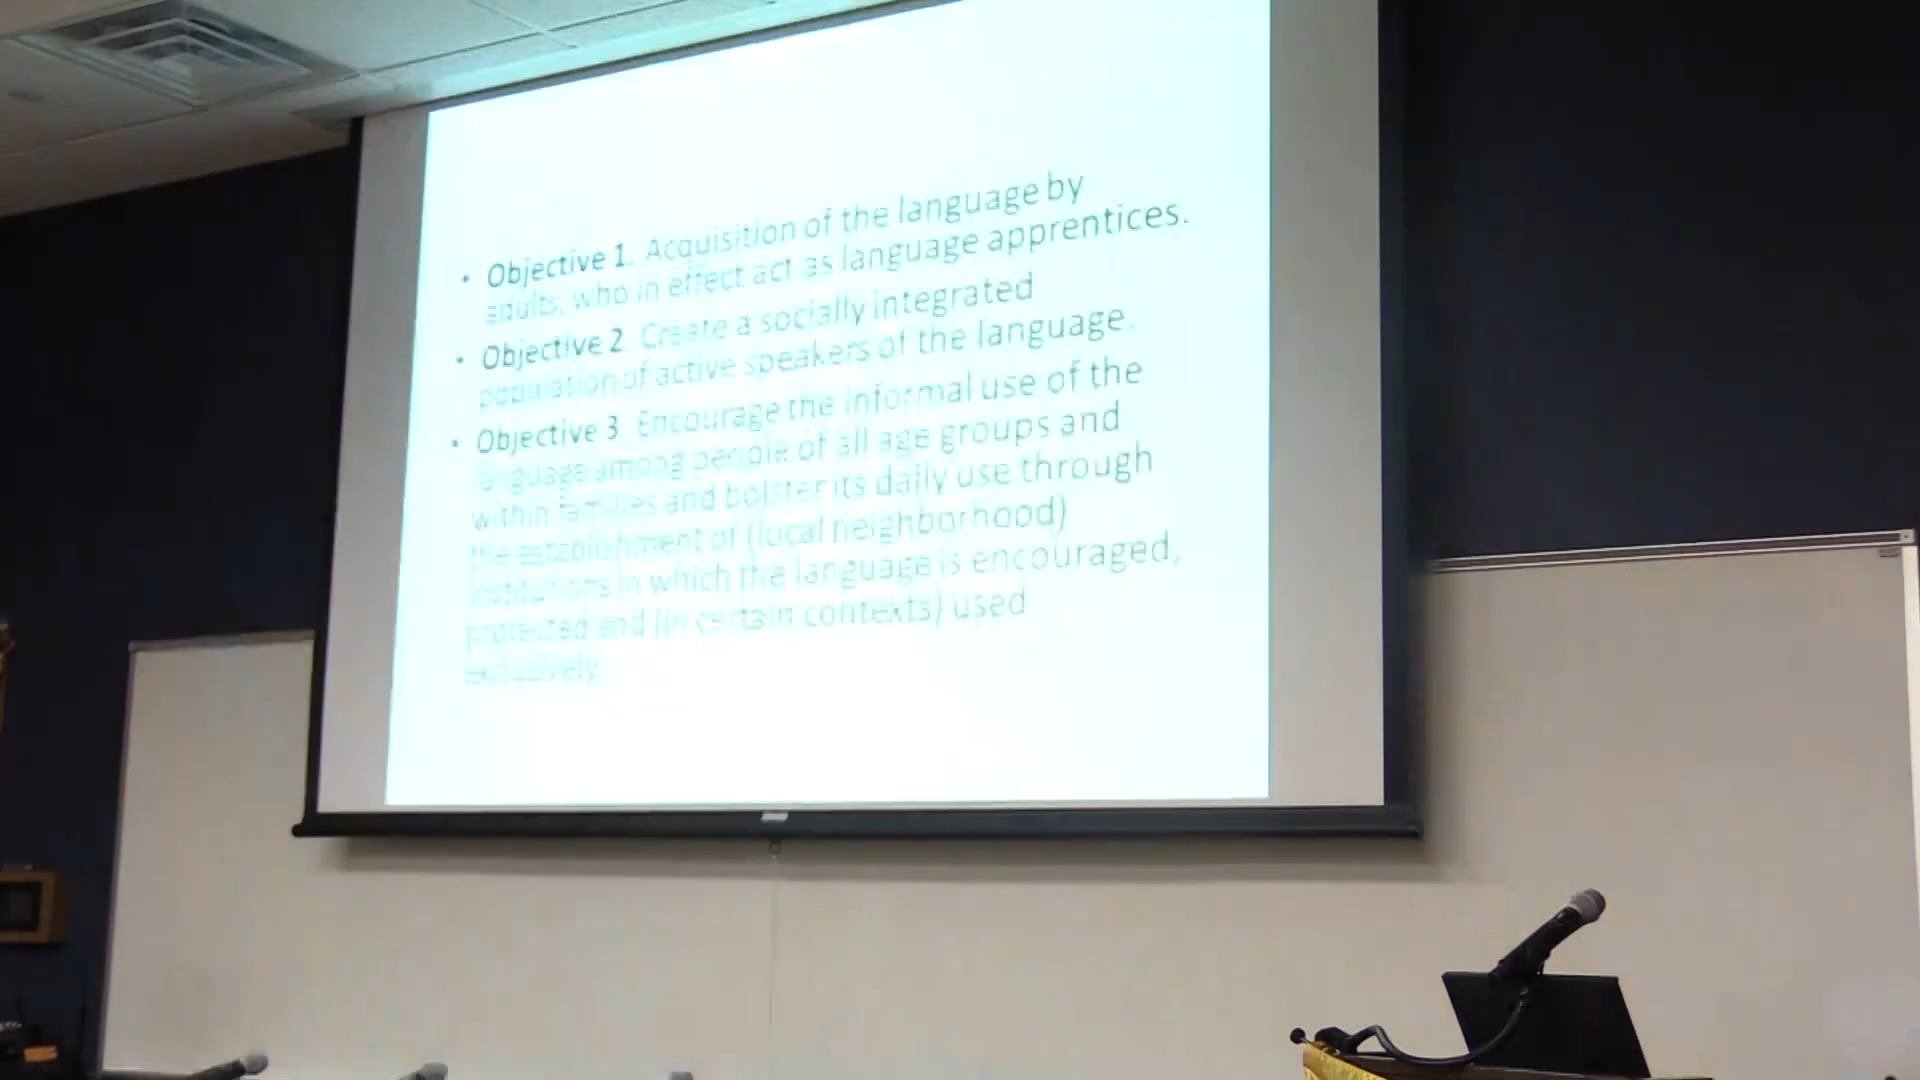 • Objective 1. Acquisition of the language by
adults, who in effect act as language apprentices.
• Objective 2. Create a socially integrated
population of active speakers of the language.
• Objective 3. Encourage the informal use of the
language among people of all age groups and
within families and bolster its daily use through
the establishment of (local neighborhood)
institutions in which the language is encouraged,
protected and (in certain contexts) used
exclusively.